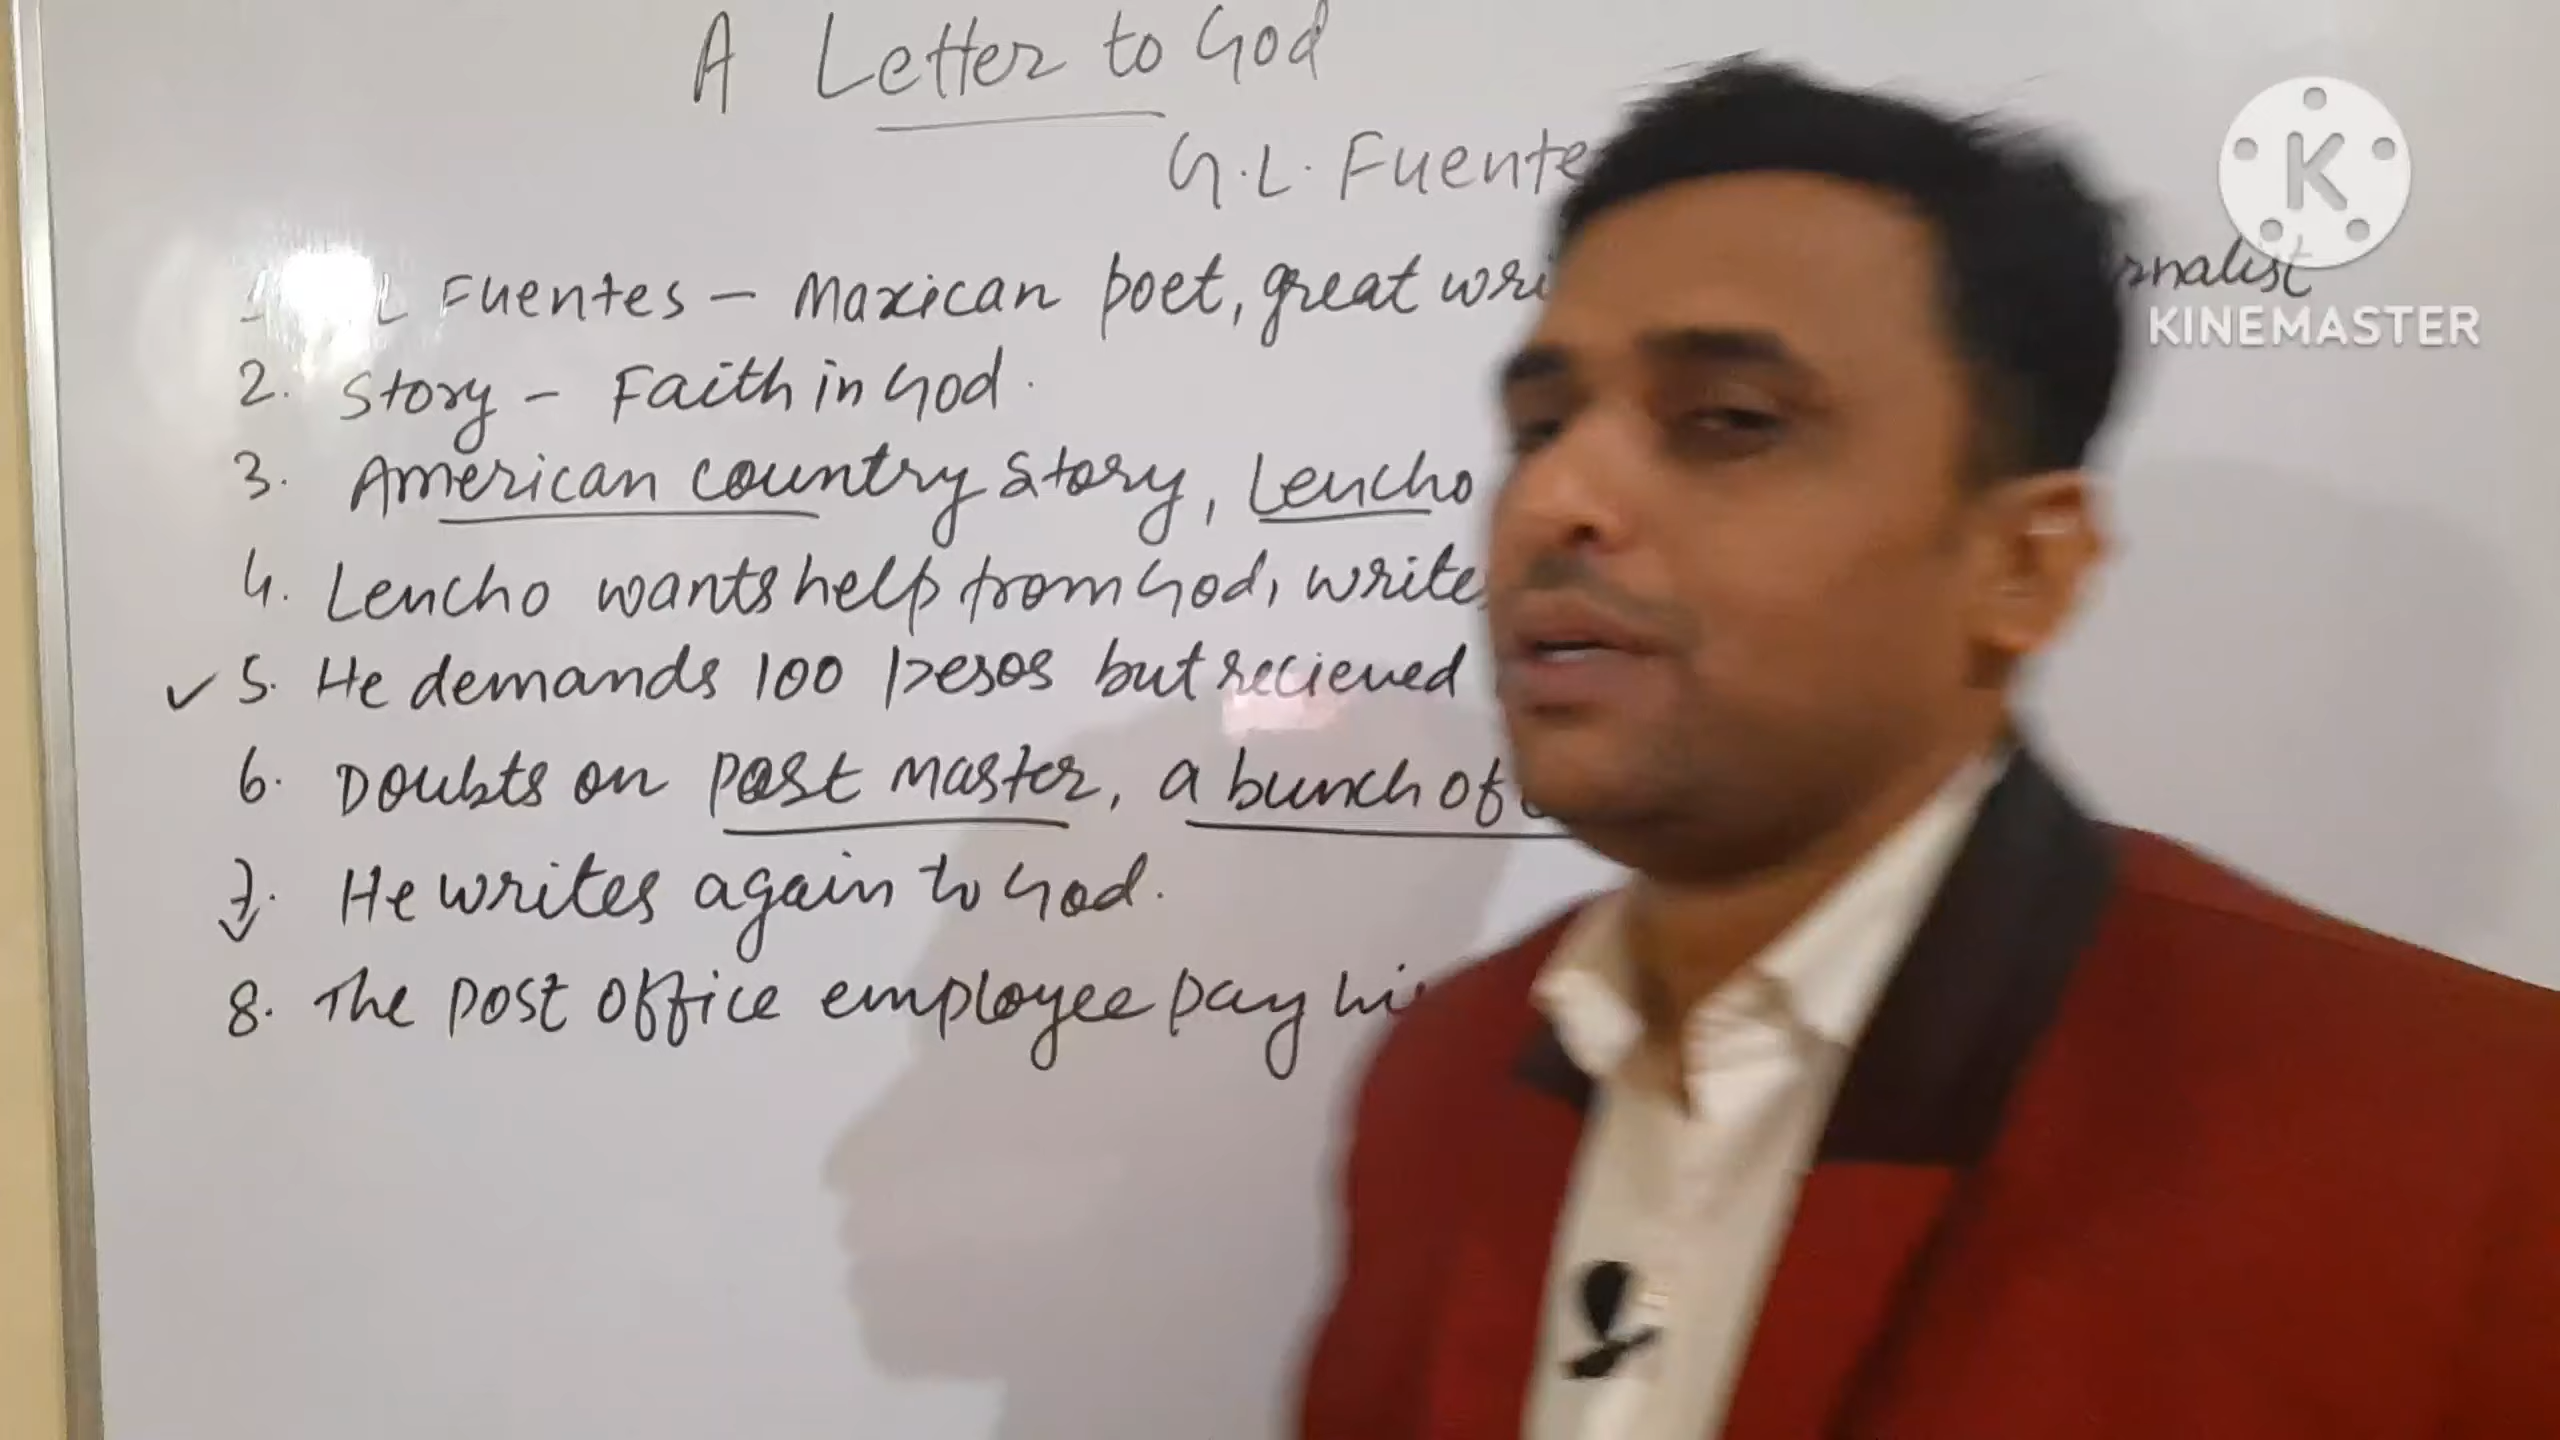 A Letter to God
G.L. Fuente
L Fuentes - Maxican poet, great wri rnalist
KINEMASTER
2. Story - Faith in God.
3. American country story, Lencho
4. Lencho wants help from God, write
✓ 5. He demands 100 pesos but recieved
6. Doubts on post master, a bunch of
7. He writes again to God.
8. The post office employee pay hi